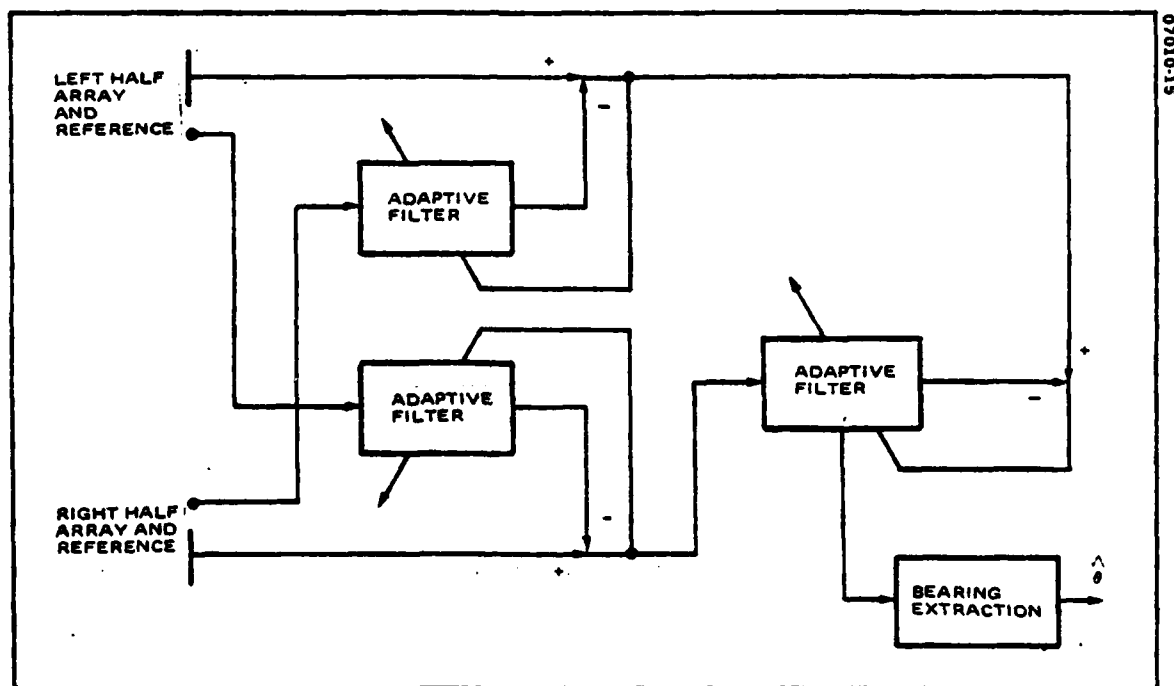 07010-15
LEFT HALF
ARRAY
AND
REFERENCE
+
-
ADAPTIVE
FILTER
ADAPTIVE
FILTER
ADAPTIVE
FILTER
+
-
RIGHT HALF
ARRAY AND
REFERENCE
-
+
BEARING
EXTRACTION
θ̂